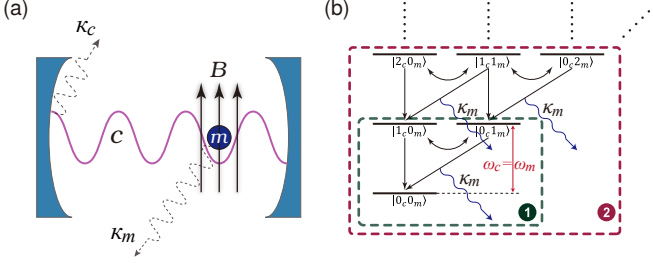 (a)
κc
B
c
m
κm
(b)
|2c0m⟩ |1c1m⟩ |0c2m⟩
κm κm
|1c0m⟩ |0c1m⟩
κm ωc=ωm
|0c0m⟩
1 2